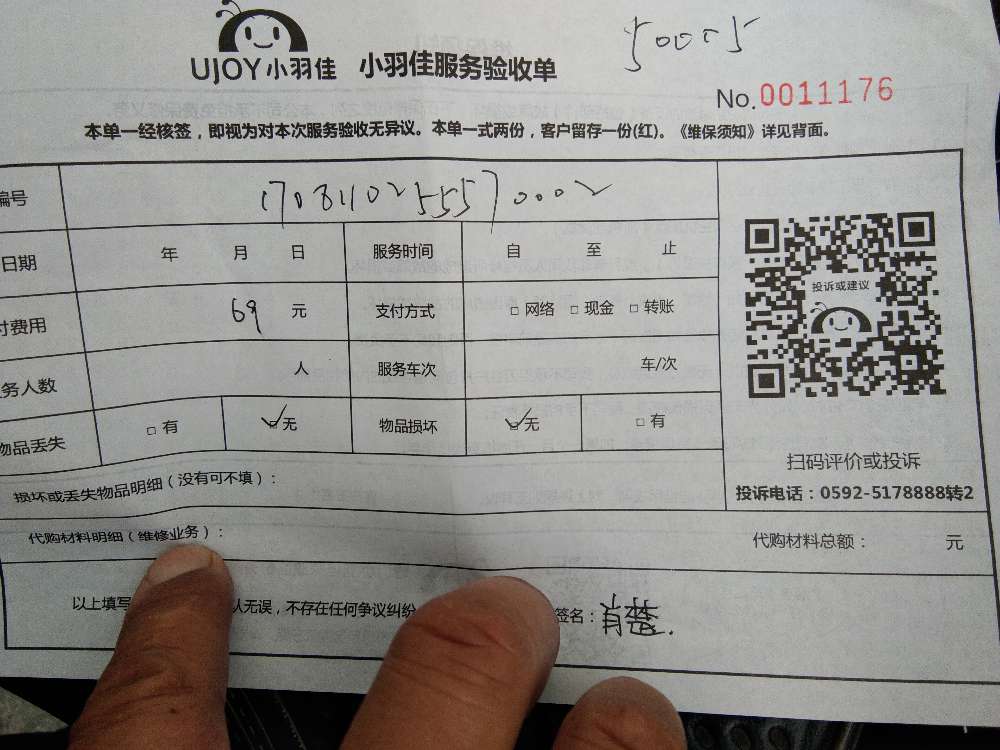 50005
UJOY小羽佳 小羽佳服务验收单
No.0011176
本单一经核签，即视为对本次服务验收无异议。本单一式两份，客户留存一份(红)。《维保须知》详见背面。
编号 1708110255570002
日期 年 月 日 服务时间 自 至 止
付费用 69 元 支付方式 □ 网络 □ 现金 □ 转账
务人数 人 服务车次 车/次
物品丢失 □ 有 ☑ 无 物品损坏 ☑ 无 □ 有
投诉或建议
扫码评价或投诉
投诉电话：0592-5178888转2
损坏或丢失物品明细（没有可不填）：
代购材料明细（维修业务）： 代购材料总额： 元
以上填写 认无误，不存在任何争议纠纷 签名：肖楚.